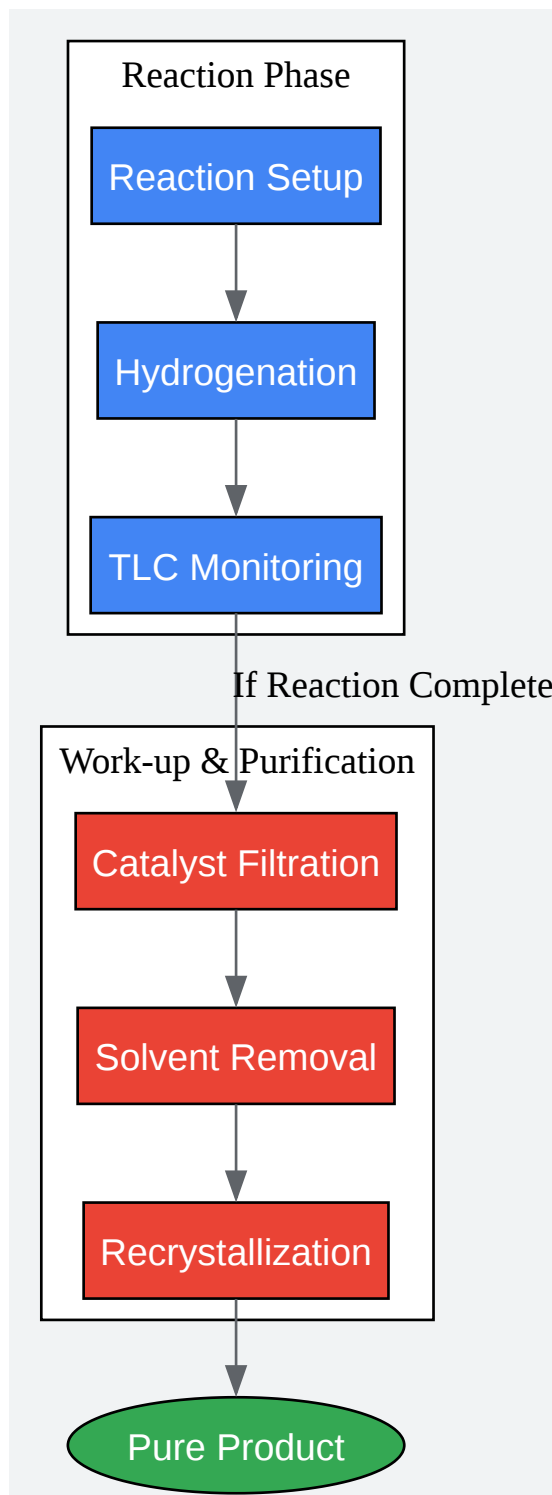 Reaction Phase
Reaction Setup
Hydrogenation
TLC Monitoring
If Reaction Complete
Work-up & Purification
Catalyst Filtration
Solvent Removal
Recrystallization
Pure Product